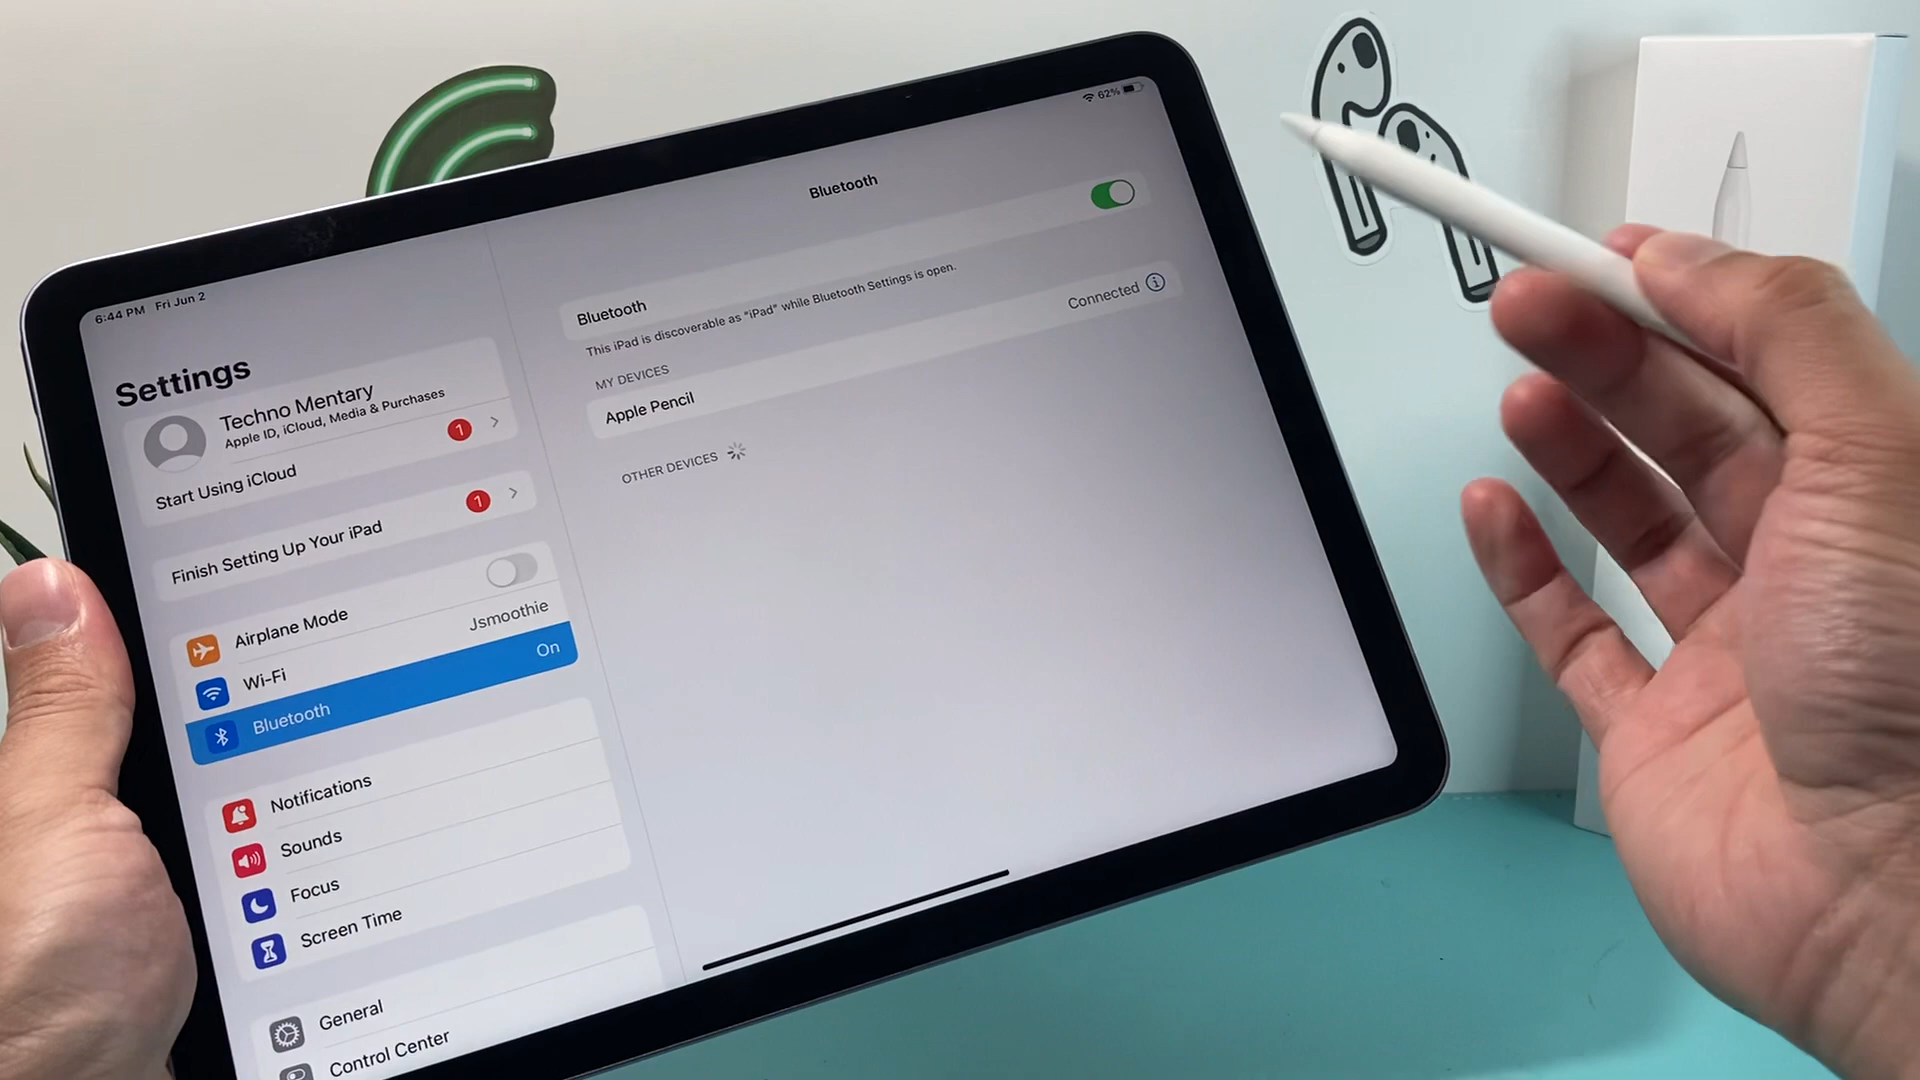 6:44 PM Fri Jun 2
62%
Settings
Techno Mentary
Apple ID, iCloud, Media & Purchases
Start Using iCloud 1
Finish Setting Up Your iPad 1
Airplane Mode
Wi-Fi Jsmoothie
Bluetooth On
Notifications
Sounds
Focus
Screen Time
General
Control Center
Bluetooth
Bluetooth
This iPad is discoverable as “iPad” while Bluetooth Settings is open.
MY DEVICES
Apple Pencil Connected
OTHER DEVICES